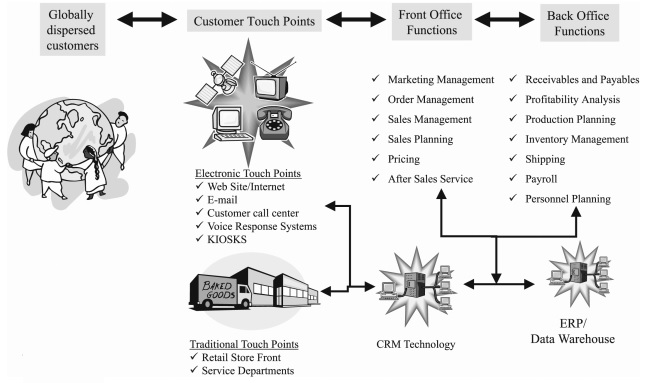 Globally
dispersed
customers
Customer Touch Points
Front Office
Functions
Back Office
Functions
✓ Marketing Management
✓ Order Management
✓ Sales Management
✓ Sales Planning
✓ Pricing
✓ After Sales Service
✓ Receivables and Payables
✓ Profitability Analysis
✓ Production Planning
✓ Inventory Management
✓ Shipping
✓ Payroll
✓ Personnel Planning
Electronic Touch Points
✓ Web Site/Internet
✓ E-mail
✓ Customer call center
✓ Voice Response Systems
✓ KIOSKS
BAKED
GOODS
Traditional Touch Points
✓ Retail Store Front
✓ Service Departments
CRM Technology
ERP/
Data Warehouse